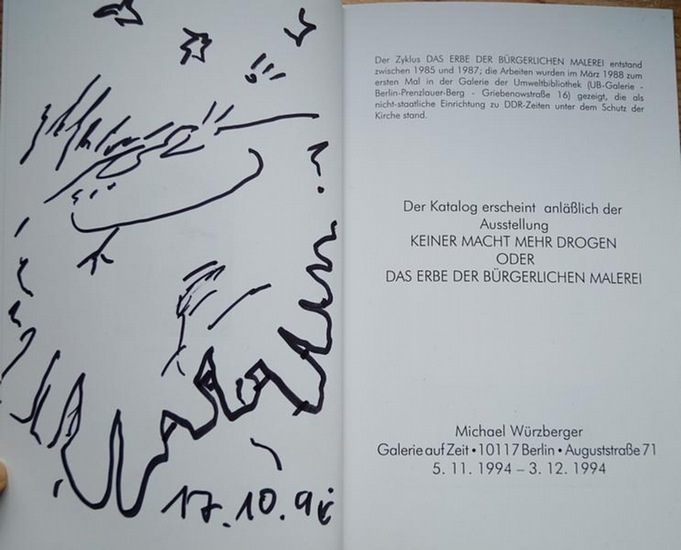 17.10.9
Der Zyklus DAS ERBE DER BÜRGERLICHEN MALEREI entstand
zwischen 1985 und 1987; die Arbeiten wurden im März 1988 zum
ersten Mal in der Galerie der Umweltbibliothek (UB-Galerie -
Berlin-Prenzlauer-Berg - Griebenowstraße 16) gezeigt, die als
nicht-staatliche Einrichtung zu DDR-Zeiten unter dem Schutz der
Kirche stand.
Der Katalog erscheint anläßlich der
Ausstellung
KEINER MACHT MEHR DROGEN
ODER
DAS ERBE DER BÜRGERLICHEN MALEREI
Michael Würzberger
Galerie auf Zeit • 10117 Berlin • Auguststraße 71
5. 11. 1994 – 3. 12. 1994